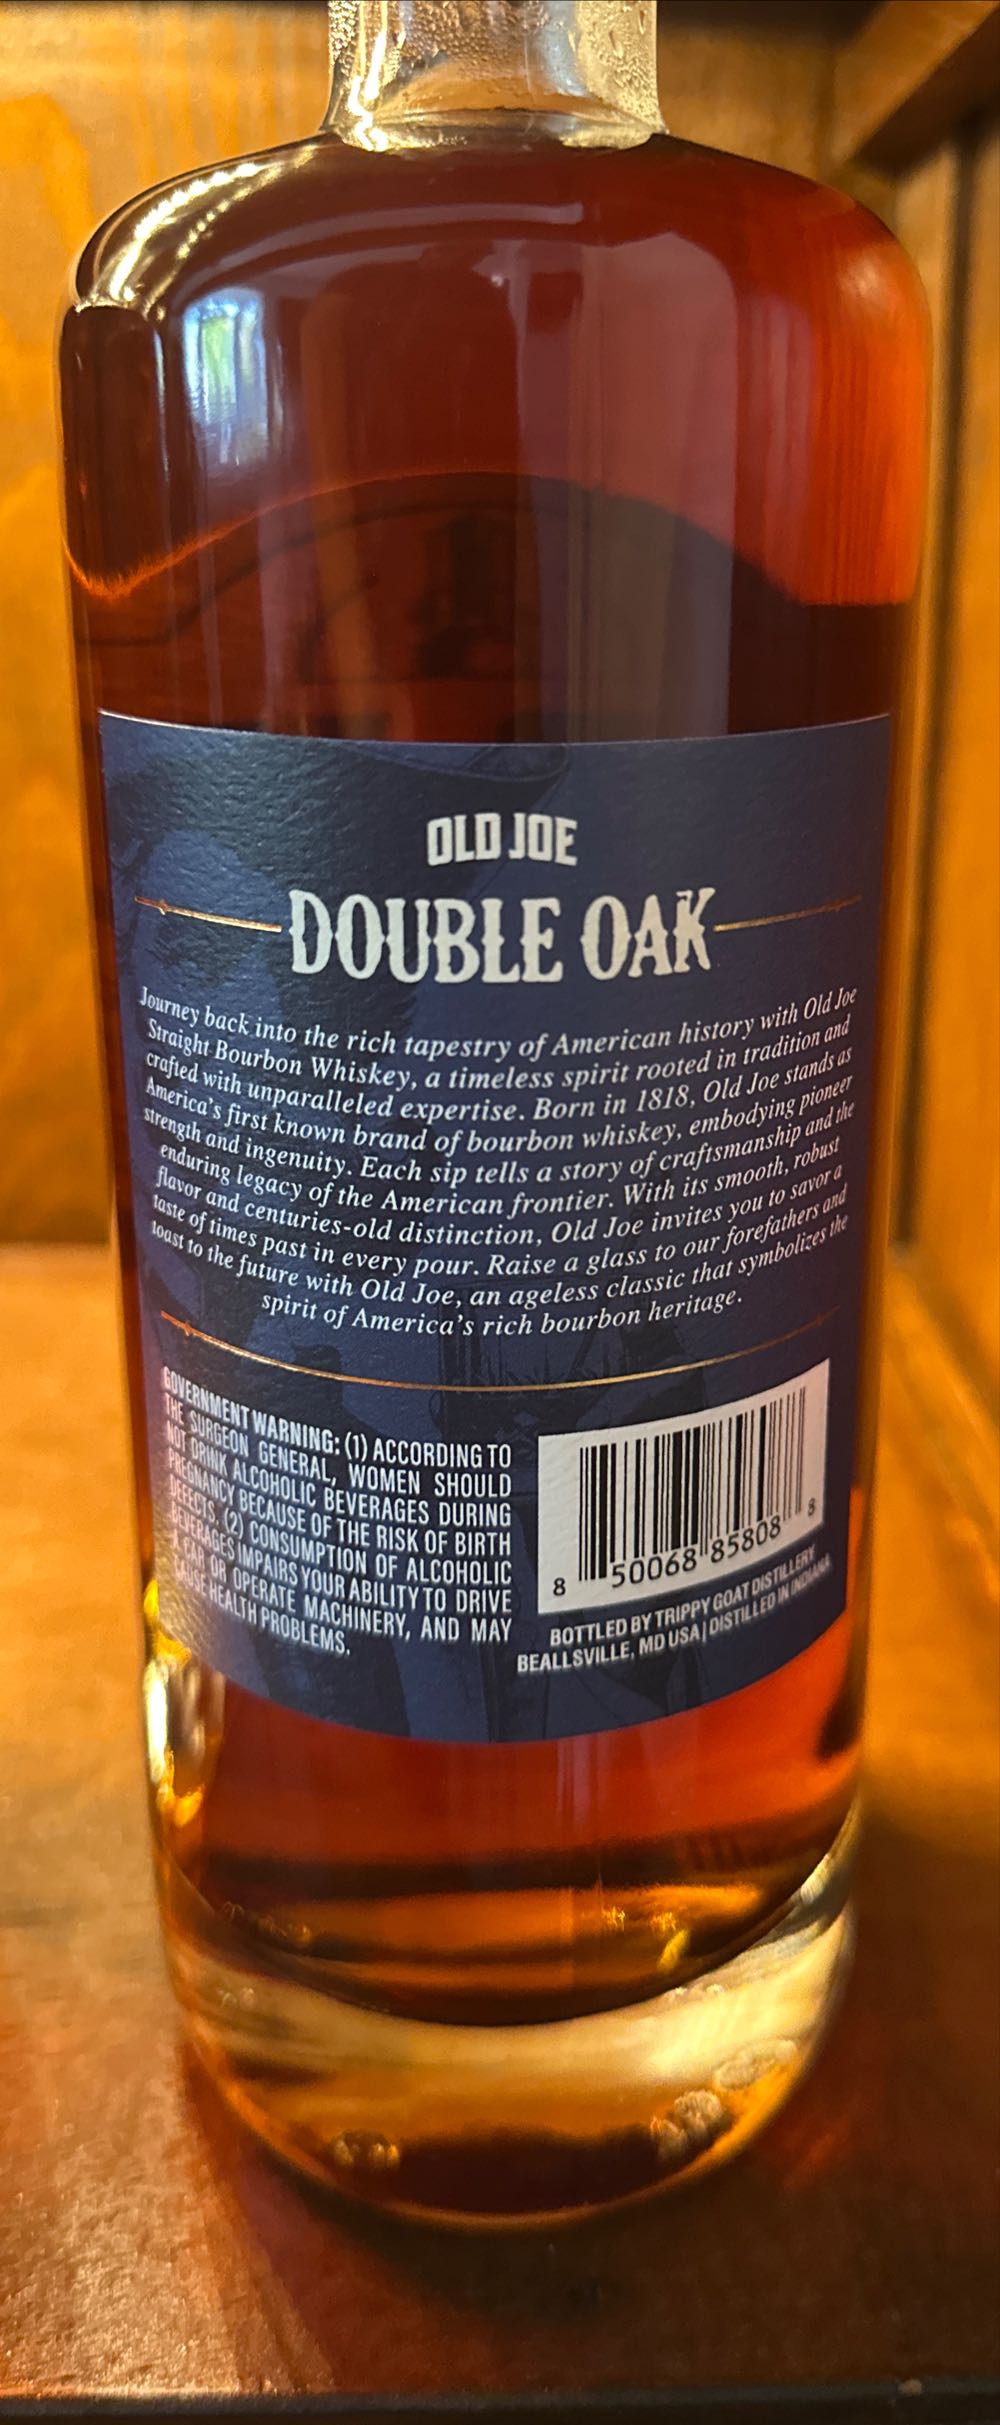 OLD JOE
DOUBLE OAK
Journey back into the rich tapestry of American history with Old Joe
Straight Bourbon Whiskey, a timeless spirit rooted in tradition and
crafted with unparalleled expertise. Born in 1818, Old Joe stands as
America's first known brand of bourbon whiskey, embodying pioneer
strength and ingenuity. Each sip tells a story of craftsmanship and the
enduring legacy of the American frontier. With its smooth, robust
flavor and centuries-old distinction, Old Joe invites you to savor a
taste of times past in every pour. Raise a glass to our forefathers and
toast to the future with Old Joe, an ageless classic that symbolizes the
spirit of America's rich bourbon heritage.
GOVERNMENT WARNING: (1) ACCORDING TO
THE SURGEON GENERAL, WOMEN SHOULD
NOT DRINK ALCOHOLIC BEVERAGES DURING
PREGNANCY BECAUSE OF THE RISK OF BIRTH
DEFECTS. (2) CONSUMPTION OF ALCOHOLIC
BEVERAGES IMPAIRS YOUR ABILITY TO DRIVE
A CAR OR OPERATE MACHINERY, AND MAY
CAUSE HEALTH PROBLEMS.
8 50068 85808 8
BOTTLED BY TRIPPY GOAT DISTILLERY
BEALLSVILLE, MD USA | DISTILLED IN INDIANA